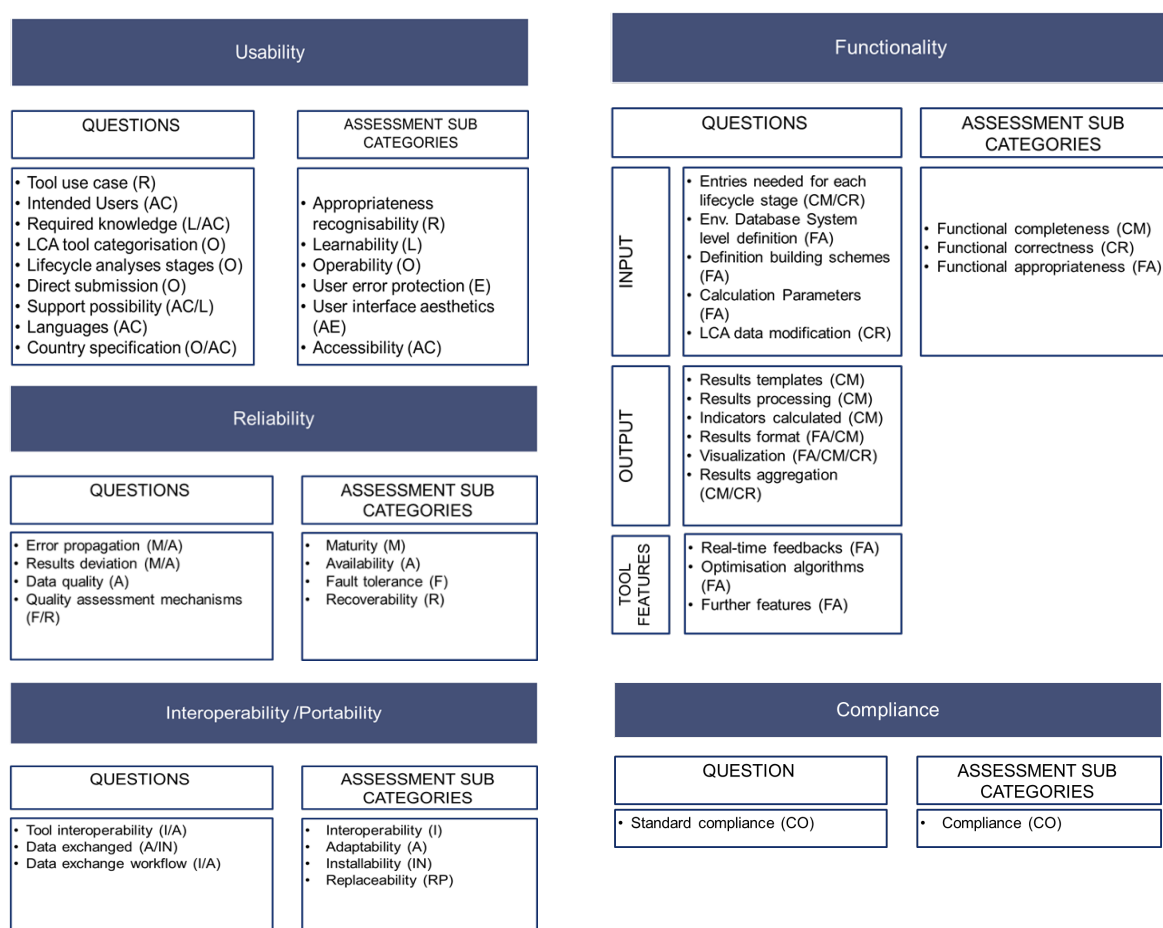 Usability
QUESTIONS
ASSESSMENT SUB
CATEGORIES
• Tool use case (R)
• Intended Users (AC)
• Required knowledge (L/AC)
• LCA tool categorisation (O)
• Lifecycle analyses stages (O)
• Direct submission (O)
• Support possibility (AC/L)
• Languages (AC)
• Country specification (O/AC)
• Appropriateness
recognisability (R)
• Learnability (L)
• Operability (O)
• User error protection (E)
• User interface aesthetics
(AE)
• Accessibility (AC)
Reliability
QUESTIONS
ASSESSMENT SUB
CATEGORIES
• Error propagation (M/A)
• Results deviation (M/A)
• Data quality (A)
• Quality assessment mechanisms
(F/R)
• Maturity (M)
• Availability (A)
• Fault tolerance (F)
• Recoverability (R)
Interoperability /Portability
QUESTIONS
ASSESSMENT SUB
CATEGORIES
• Tool interoperability (I/A)
• Data exchanged (A/IN)
• Data exchange workflow (I/A)
• Interoperability (I)
• Adaptability (A)
• Installability (IN)
• Replaceability (RP)
Functionality
QUESTIONS
ASSESSMENT SUB
CATEGORIES
INPUT
• Entries needed for each
lifecycle stage (CM/CR)
• Env. Database System
level definition (FA)
• Definition building schemes
(FA)
• Calculation Parameters
(FA)
• LCA data modification (CR)
• Functional completeness (CM)
• Functional correctness (CR)
• Functional appropriateness (FA)
OUTPUT
• Results templates (CM)
• Results processing (CM)
• Indicators calculated (CM)
• Results format (FA/CM)
• Visualization (FA/CM/CR)
• Results aggregation
(CM/CR)
TOOL
FEATURES
• Real-time feedbacks (FA)
• Optimisation algorithms
(FA)
• Further features (FA)
Compliance
QUESTION
ASSESSMENT SUB
CATEGORIES
• Standard compliance (CO)
• Compliance (CO)